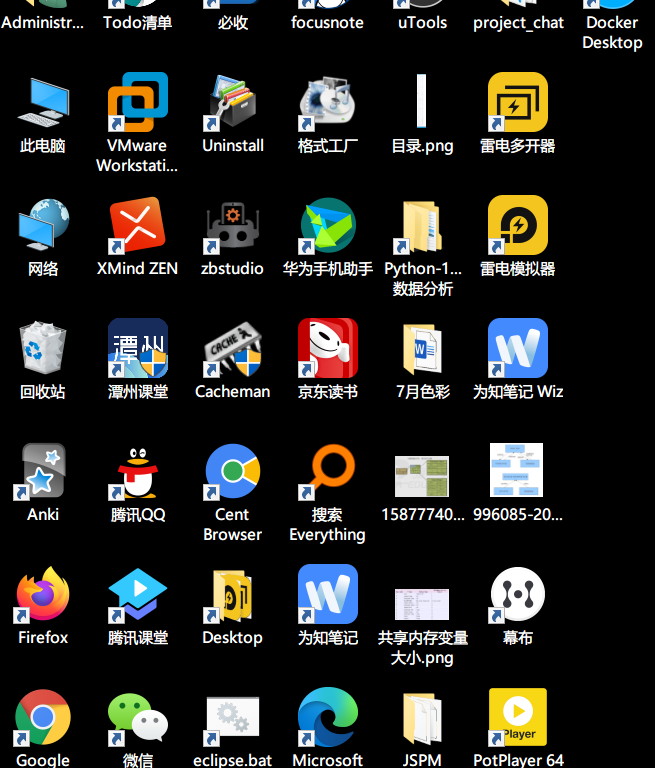 Administr...
Todo清单
必收
focusnote
uTools
project_chat
Docker
Desktop
此电脑
VMware
Workstati...
Uninstall
格式工厂
目录.png
雷电多开器
网络
XMind ZEN
zbstudio
华为手机助手
Python-1...
数据分析
雷电模拟器
回收站
潭州
潭州课堂
CACHE
Cacheman
京东读书
W
7月色彩
为知笔记 Wiz
Anki
腾讯QQ
Cent
Browser
搜索
Everything
15877740...
996085-20...
Firefox
腾讯课堂
Desktop
为知笔记
共享内存变量
大小.png
幕布
Google
微信
eclipse.bat
Microsoft
JSPM
Player
PotPlayer 64